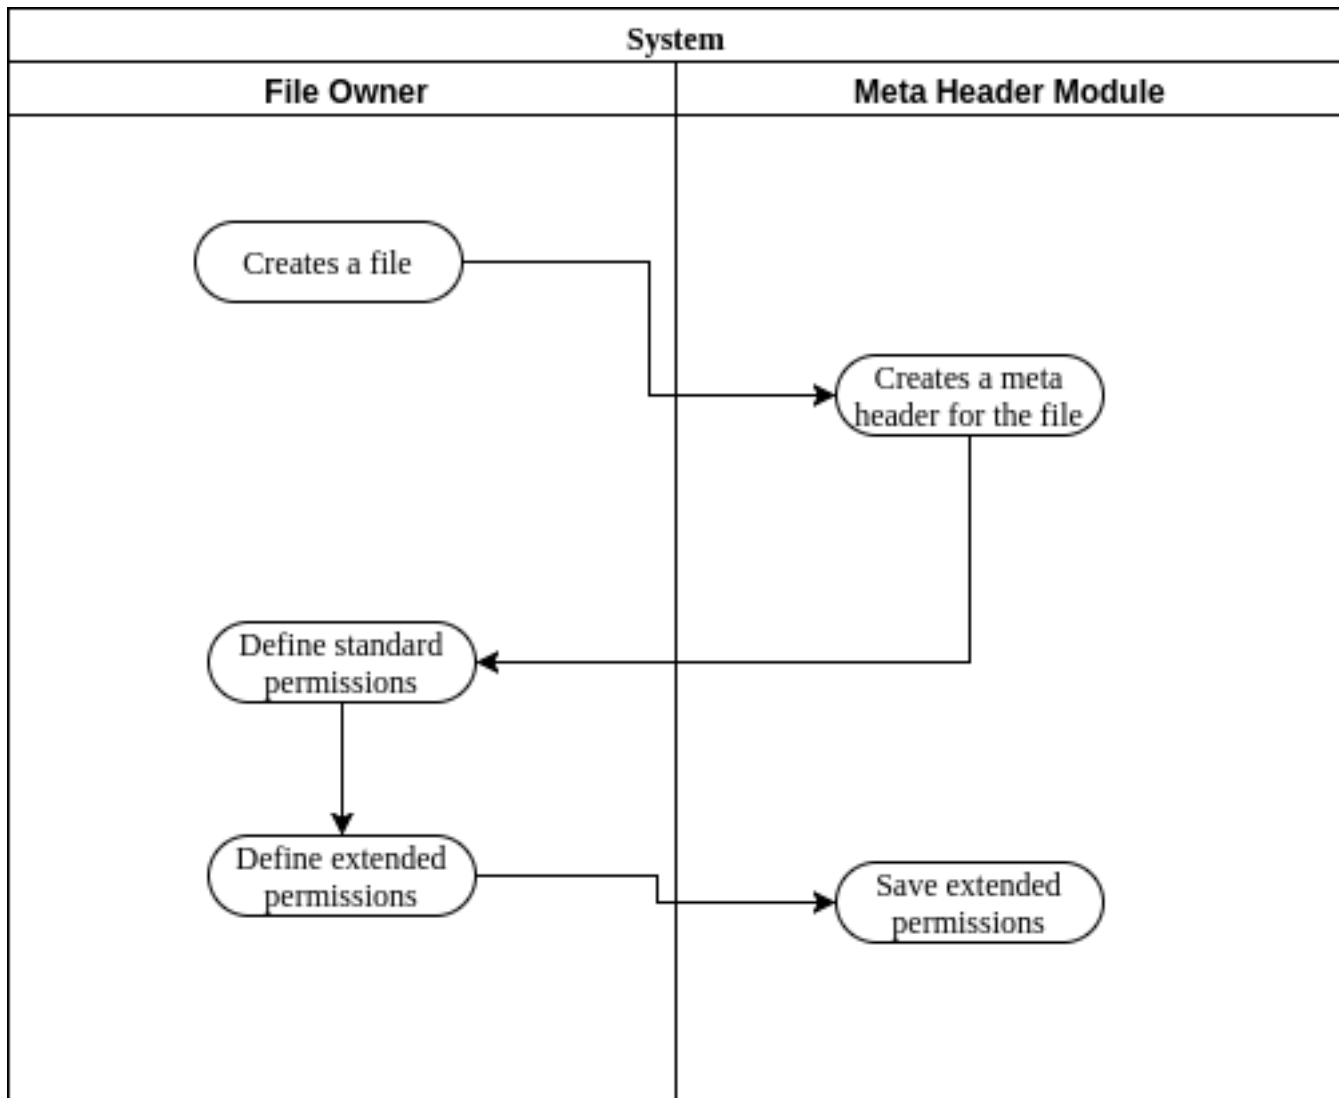 System
File Owner
Meta Header Module
Creates a file
Creates a meta
header for the file
Define standard
permissions
Define extended
permissions
Save extended
permissions